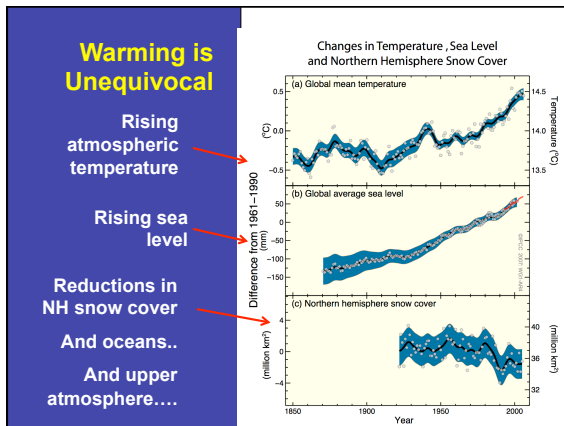 Warming is
Unequivocal
Rising
atmospheric
temperature
Rising sea
level
Reductions in
NH snow cover
And oceans..
And upper
atmosphere….
Changes in Temperature , Sea Level
and Northern Hemisphere Snow Cover
(a) Global mean temperature
0.5
0.0
-0.5
(°C)
14.5
14.0
13.5
Temperature (°C)
Difference from 1961–1990
(b) Global average sea level
50
0
-50
-100
-150
(mm)
(c) Northern hemisphere snow cover
4
0
-4
(million km²)
40
36
32
(million km²)
1850
1900
1950
2000
Year